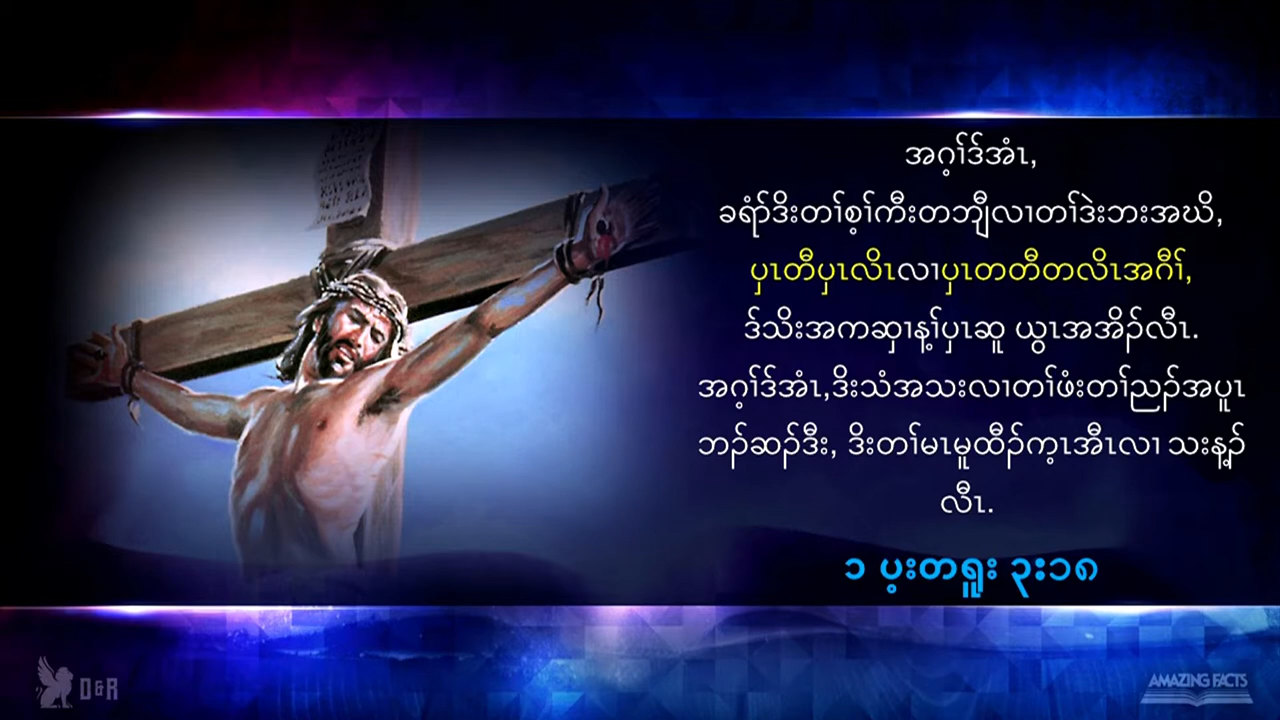 အဂ့ၢ်ဒ်အံၤ,
ခရံာ်ဒိးတၢ်စ့ၢ်ကီးတဘျီလၢတၢ်ဒဲးဘးအဃိ,
ပှၤတီပှၤလိၤလၢပှၤတတီတလိၤအဂီၢ်,
ဒ်သိးအကဆှၢန့ၢ်ပှၤဆူ ယွၤအအိၣ်လီၤ.
အဂ့ၢ်ဒ်အံၤ,ဒိးသံအသးလၢတၢ်ဖံးတၢ်ညၣ်အပူၤ
ဘၣ်ဆၣ်ဒီး, ဒိးတၢ်မၤမူထီၣ်က့ၤအီၤလၢ သးန့ၣ်
လီၤ.
၁ ပ့းတရူး ၃း၁၈
D&R
AMAZING FACTS